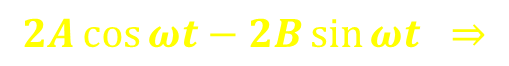 2A cos ωt − 2B sin ωt ⇒